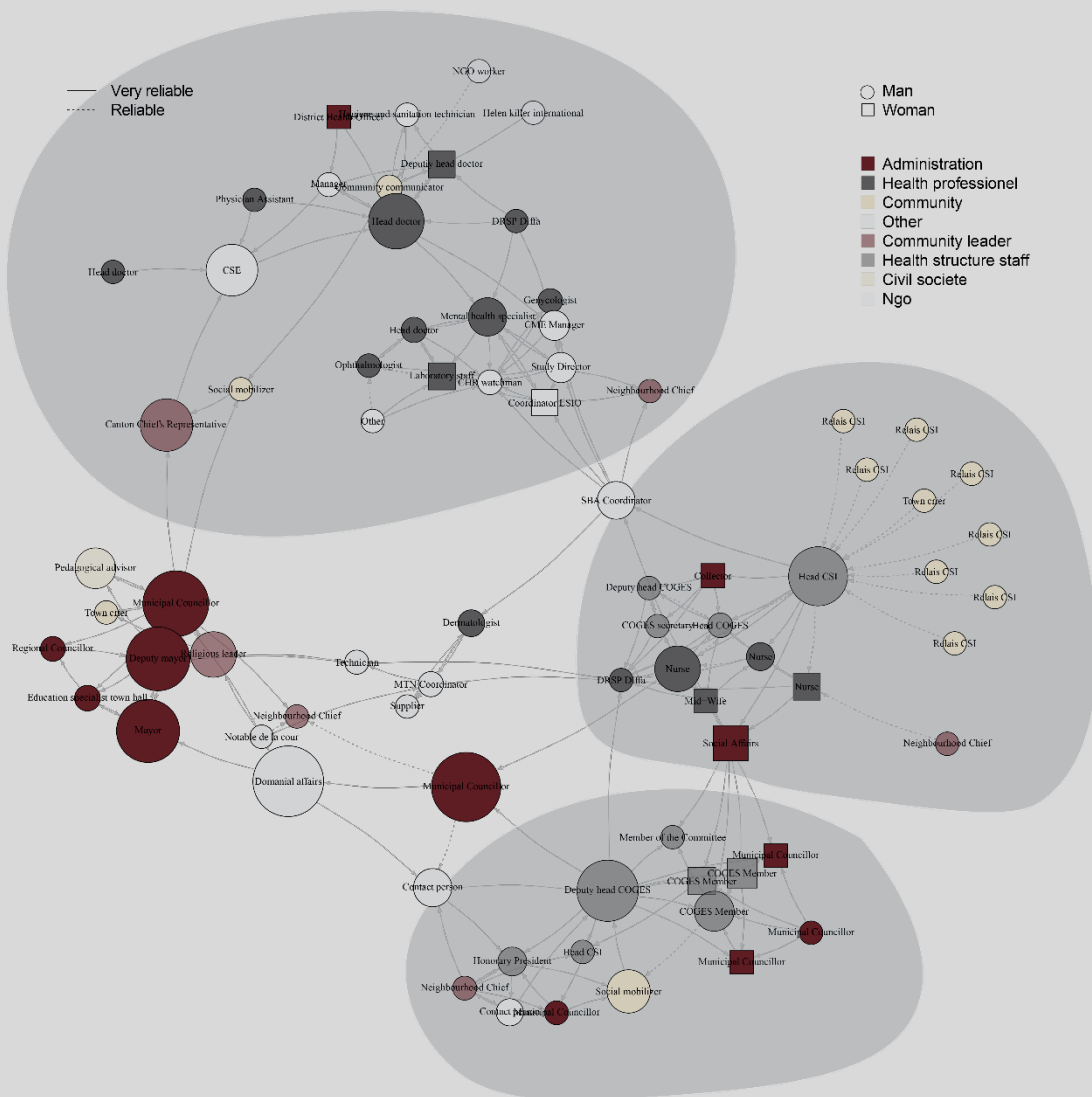 NGO worker
Very reliable
Reliable
Man
Woman
District Health Officer
Hygiene and sanitation technician
Helen killer international
Administration
Health professionel
Community
Other
Community leader
Health structure staff
Civil societe
Ngo
Deputiy head doctor
Manager
Community communicator
Physician Assistant
Head doctor
DRSP Diffa
CSE
Head doctor
Genycologist
Mental health specialist
CME Manager
Head doctor
Ophthalmologist
Laboratory staff
Study Director
CHR watchman
Social mobilizer
Neighbourhood Chief
Coordinator LSIO
Other
Canton Chief's Representative
Relais CSI
Relais CSI
Relais CSI
Relais CSI
Town crier
SBA Coordinator
Relais CSI
Relais CSI
Relais CSI
Relais CSI
Head CSI
Collector
Deputy head COGES
Pedagogical advisor
Municipal Councillor
Town crier
COGES secretary
Head COGES
Dermatologist
Regional Councillor
Deputy mayor
Religious leader
Technician
Nurse
Nurse
MTN Coordinator
DRSP Diffa
Nurse
Education specialist town hall
Mid-Wife
Supplier
Neighbourhood Chief
Mayor
Notable de la cour
Social Affairs
Neighbourhood Chief
Domanial affairs
Municipal Councillor
Member of the Committee
Municipal Councillor
COGES Member
COGES Member
Contact person
Deputy head COGES
COGES Member
Municipal Councillor
Head CSI
Honorary President
Municipal Councillor
Neighbourhood Chief
Social mobilizer
Contact person
Municipal Councillor